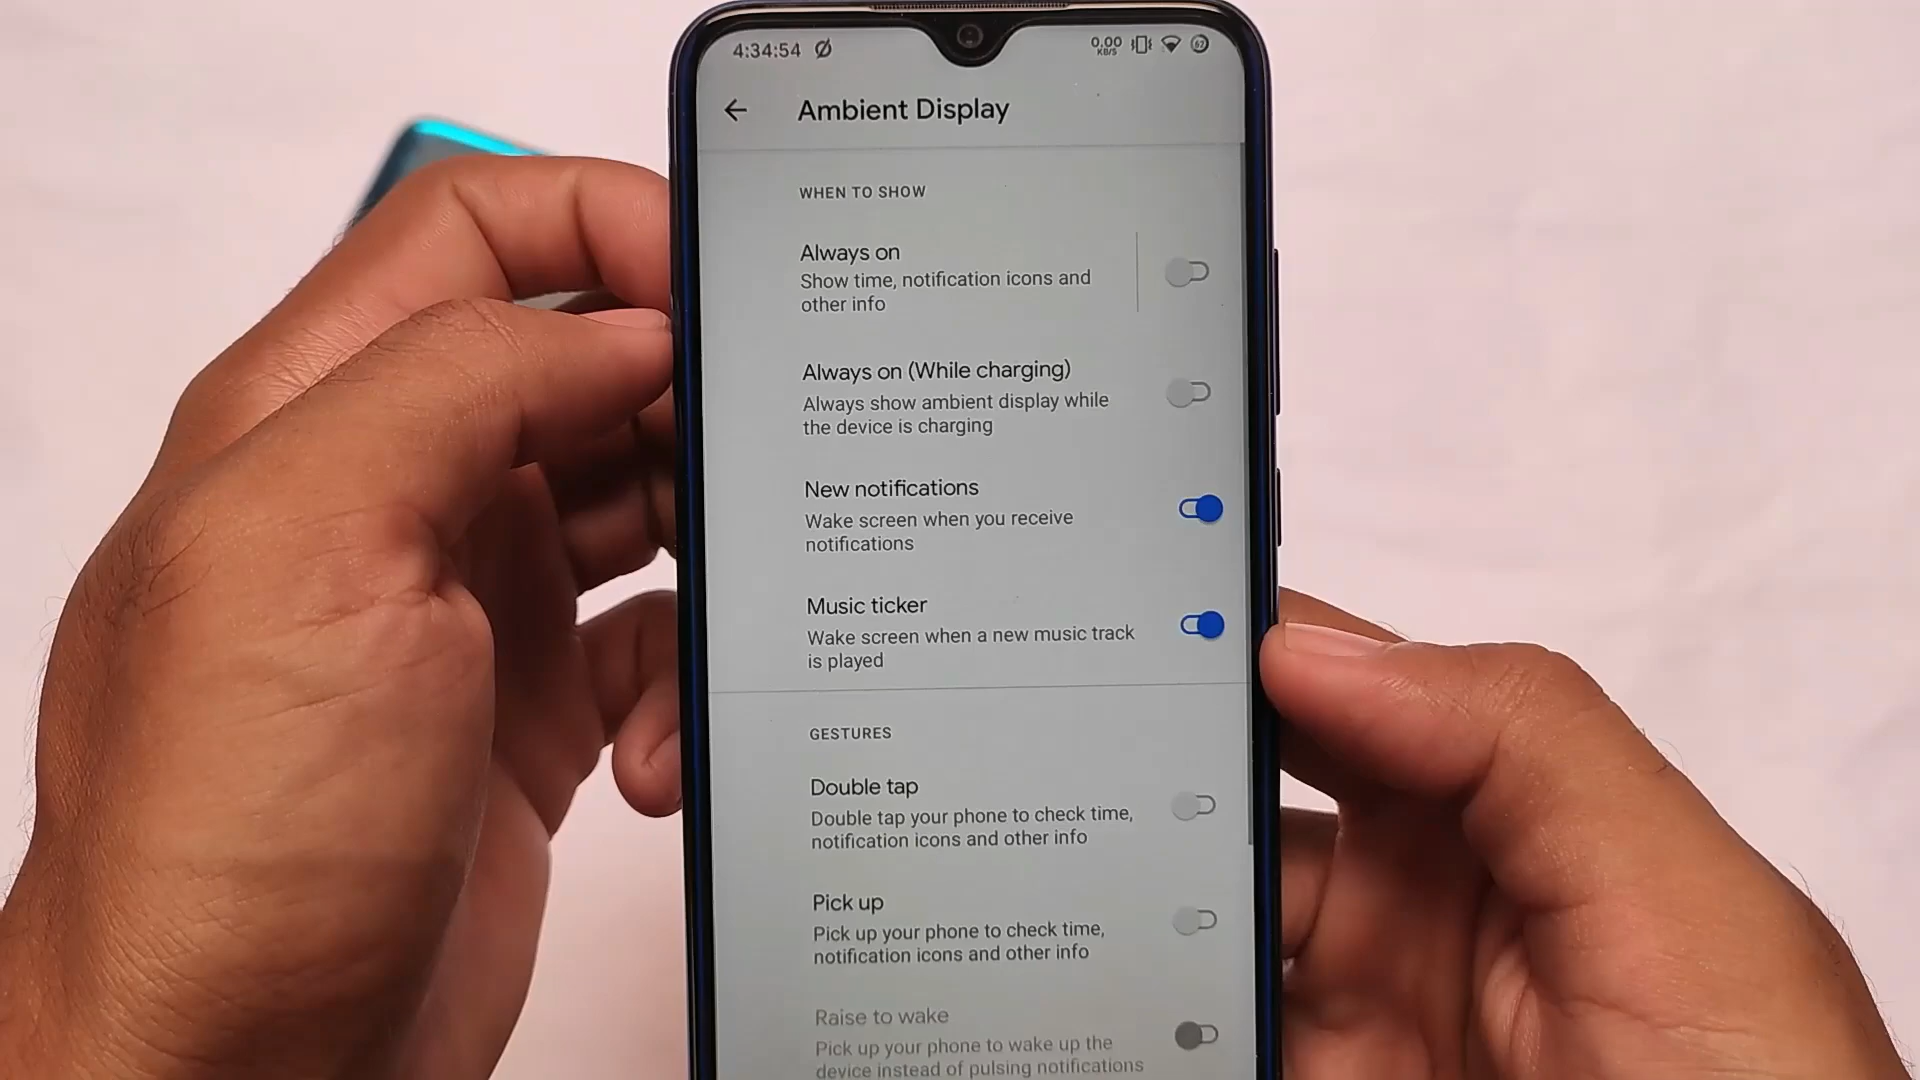 4:34:54
0.00
KB/S
62
Ambient Display
WHEN TO SHOW
Always on
Show time, notification icons and
other info
Always on (While charging)
Always show ambient display while
the device is charging
New notifications
Wake screen when you receive
notifications
Music ticker
Wake screen when a new music track
is played
GESTURES
Double tap
Double tap your phone to check time,
notification icons and other info
Pick up
Pick up your phone to check time,
notification icons and other info
Raise to wake
Pick up your phone to wake up the
device instead of pulsing notifications